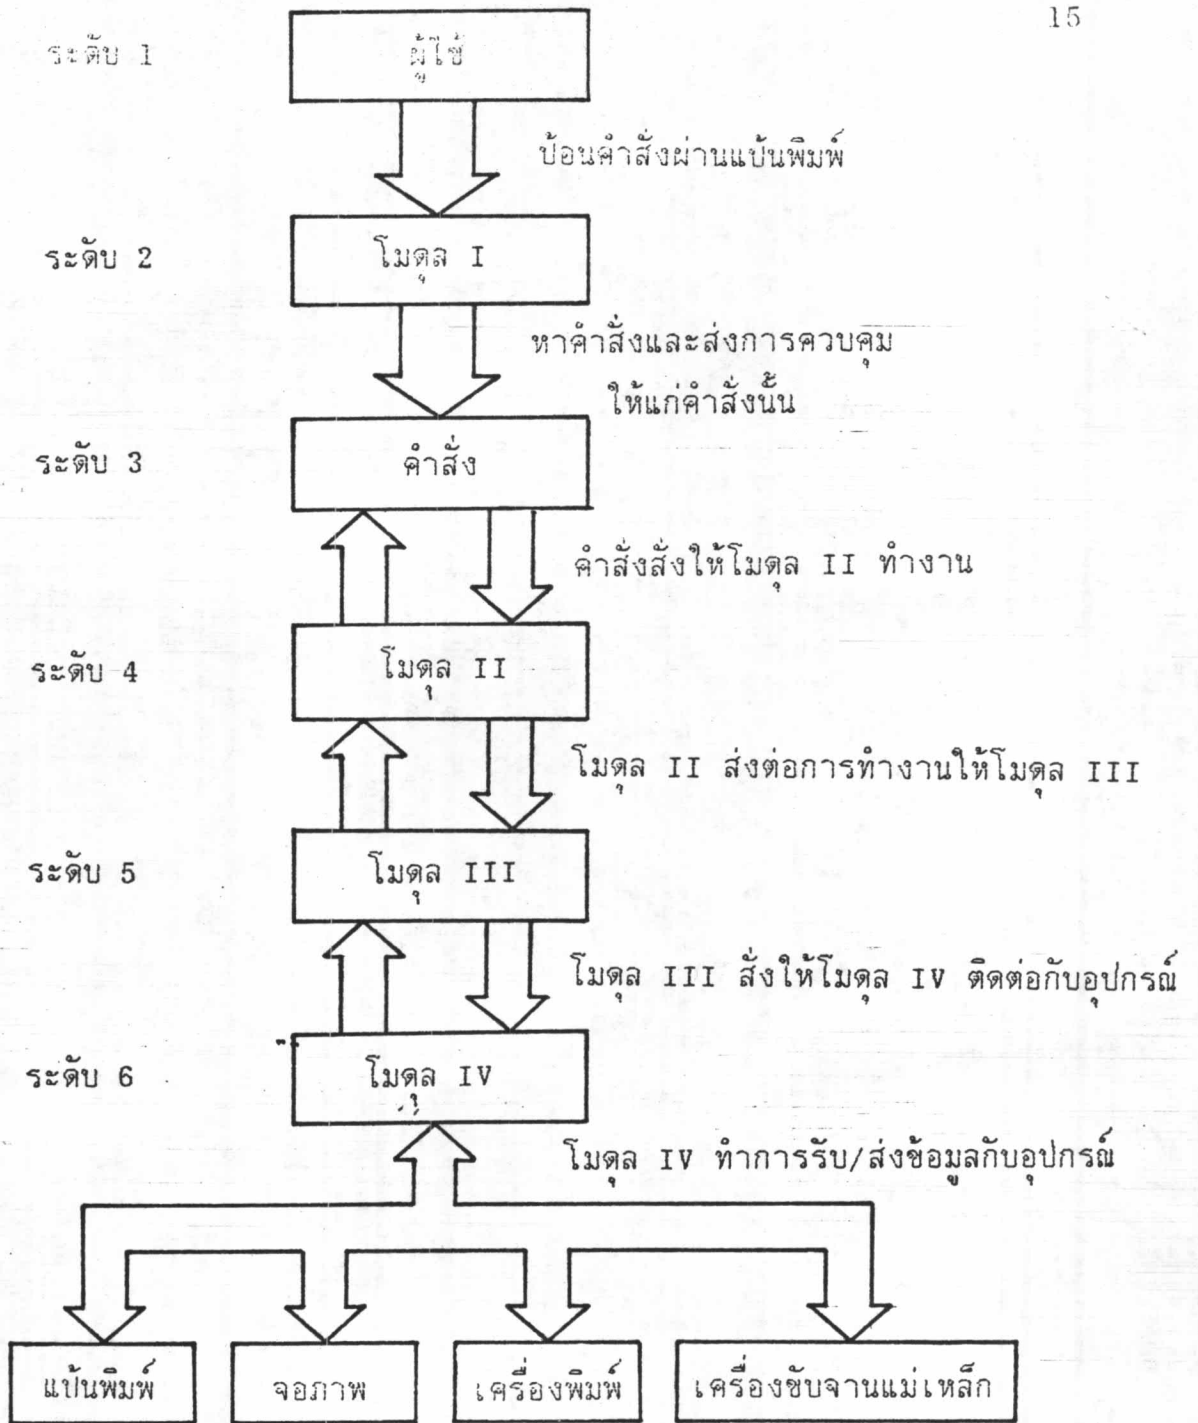 15
ระดับ 1
ผู้ใช้
ป้อนคำสั่งผ่านแป้นพิมพ์
ระดับ 2
โมดุล I
หาคำสั่งและส่งการควบคุม
ให้แก่คำสั่งนั้น
ระดับ 3
คำสั่ง
คำสั่งสั่งให้โมดุล II ทำงาน
ระดับ 4
โมดุล II
โมดุล II ส่งต่อการทำงานให้โมดุล III
ระดับ 5
โมดุล III
โมดุล III สั่งให้โมดุล IV ติดต่อกับอุปกรณ์
ระดับ 6
โมดุล IV
โมดุล IV ทำการรับ/ส่งข้อมูลกับอุปกรณ์
แป้นพิมพ์
จอภาพ
เครื่องพิมพ์
เครื่องขับจานแม่เหล็ก